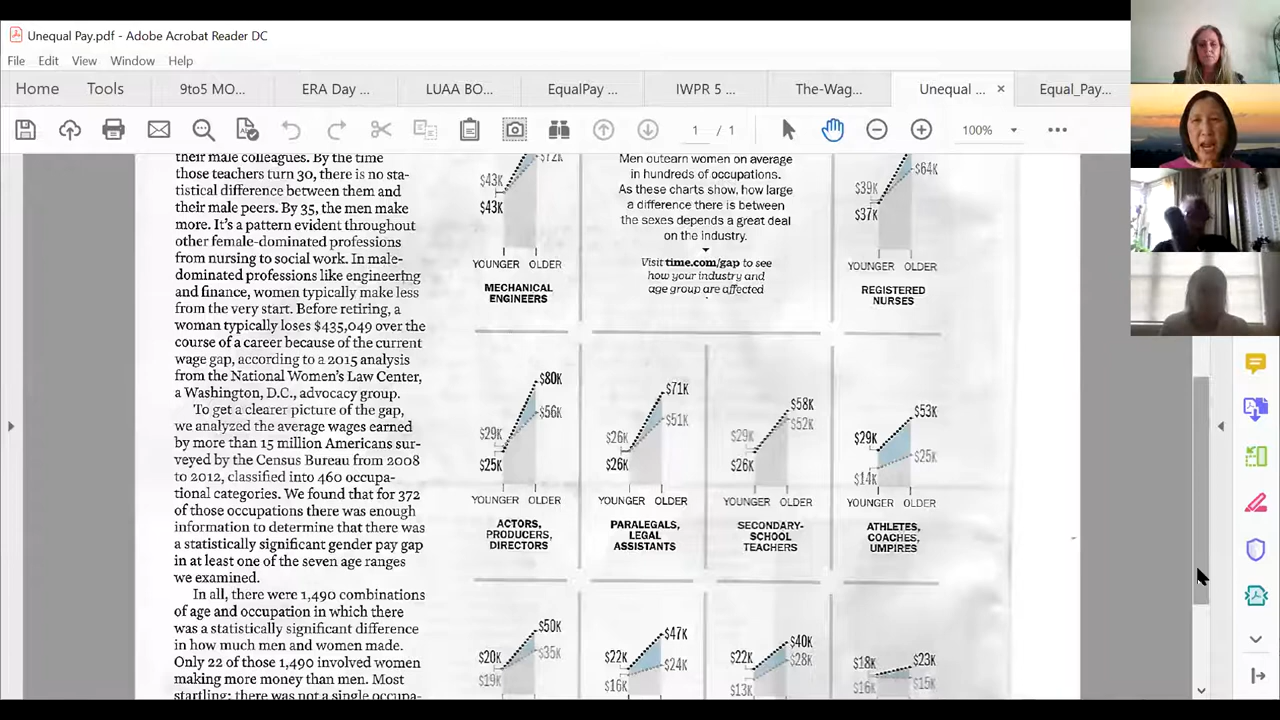 Unequal Pay.pdf - Adobe Acrobat Reader DC
File Edit View Window Help
Home Tools 9to5 MO... ERA Day ... LUAA BO... EqualPay ... IWPR 5 ... The-Wag... Unequal ... × Equal_Pay...
1 / 1 100%
their male colleagues. By the time
those teachers turn 30, there is no sta-
tistical difference between them and
their male peers. By 35, the men make
more. It's a pattern evident throughout
other female-dominated professions
from nursing to social work. In male-
dominated professions like engineering
and finance, women typically make less
from the very start. Before retiring, a
woman typically loses $435,049 over the
course of a career because of the current
wage gap, according to a 2015 analysis
from the National Women's Law Center,
a Washington, D.C., advocacy group.
To get a clearer picture of the gap,
we analyzed the average wages earned
by more than 15 million Americans sur-
veyed by the Census Bureau from 2008
to 2012, classified into 460 occupa-
tional categories. We found that for 372
of those occupations there was enough
information to determine that there was
a statistically significant gender pay gap
in at least one of the seven age ranges
we examined.
In all, there were 1,490 combinations
of age and occupation in which there
was a statistically significant difference
in how much men and women made.
Only 22 of those 1,490 involved women
making more money than men. Most
startling: there was not a single occupa-
$72K
$43K
$43K
YOUNGER OLDER
MECHANICAL
ENGINEERS
Men outearn women on average
in hundreds of occupations.
As these charts show, how large
a difference there is between
the sexes depends a great deal
on the industry.
Visit time.com/gap to see
how your industry and
age group are affected
$64K
$39K
$37K
YOUNGER OLDER
REGISTERED
NURSES
$80K
$56K
$29K
$25K
YOUNGER OLDER
ACTORS,
PRODUCERS,
DIRECTORS
$71K
$51K
$26K
$26K
YOUNGER OLDER
PARALEGALS,
LEGAL
ASSISTANTS
$58K
$52K
$29K
$26K
YOUNGER OLDER
SECONDARY-
SCHOOL
TEACHERS
$53K
$29K
$25K
$14K
YOUNGER OLDER
ATHLETES,
COACHES,
UMPIRES
$50K
$35K
$20K
$19K
$47K
$24K
$22K
$16K
$40K
$28K
$22K
$13K
$23K
$18K
$15K
$16K